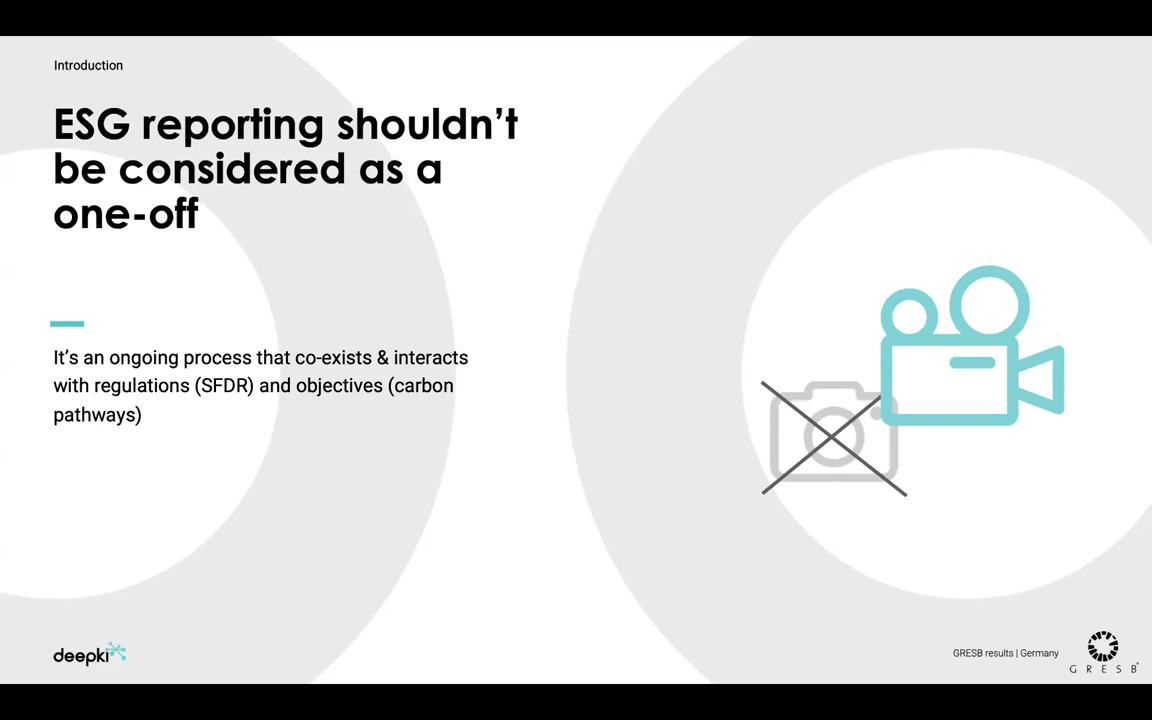 Introduction
ESG reporting shouldn’t
be considered as a
one-off
It’s an ongoing process that co-exists & interacts
with regulations (SFDR) and objectives (carbon
pathways)
deepki
GRESB results | Germany
G R E S B